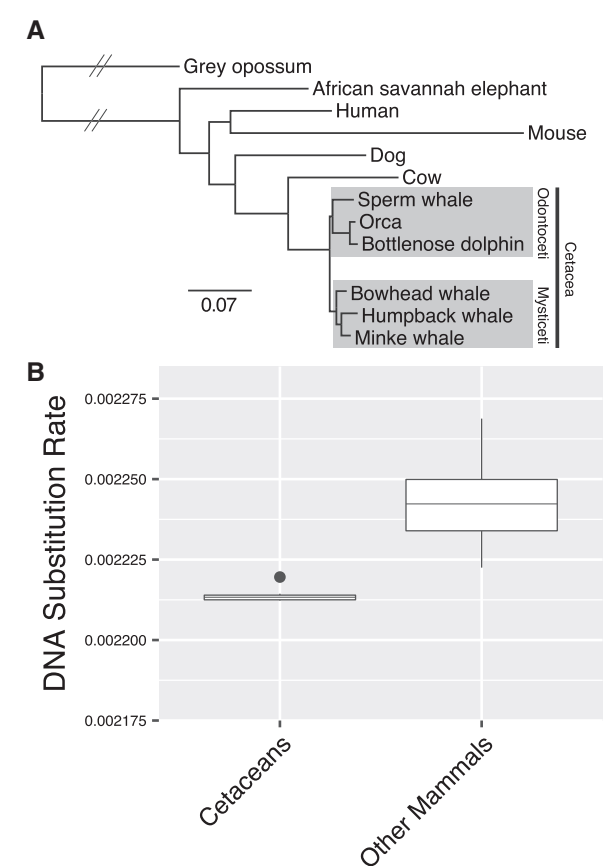 A
Grey opossum
African savannah elephant
Human
Mouse
Dog
Cow
Sperm whale
Orca
Bottlenose dolphin
Odontoceti
Cetacea
0.07
Bowhead whale
Humpback whale
Minke whale
Mysticeti
B
DNA Substitution Rate
0.002275
0.002250
0.002225
0.002200
0.002175
Cetaceans
Other Mammals